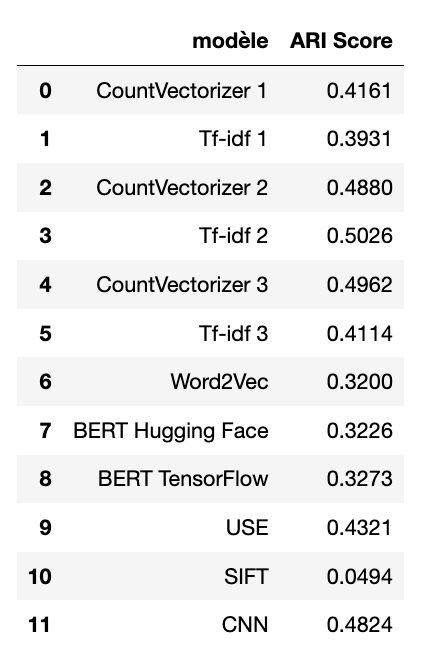 modèle ARI Score
0 CountVectorizer 1 0.4161
1 Tf-idf 1 0.3931
2 CountVectorizer 2 0.4880
3 Tf-idf 2 0.5026
4 CountVectorizer 3 0.4962
5 Tf-idf 3 0.4114
6 Word2Vec 0.3200
7 BERT Hugging Face 0.3226
8 BERT TensorFlow 0.3273
9 USE 0.4321
10 SIFT 0.0494
11 CNN 0.4824